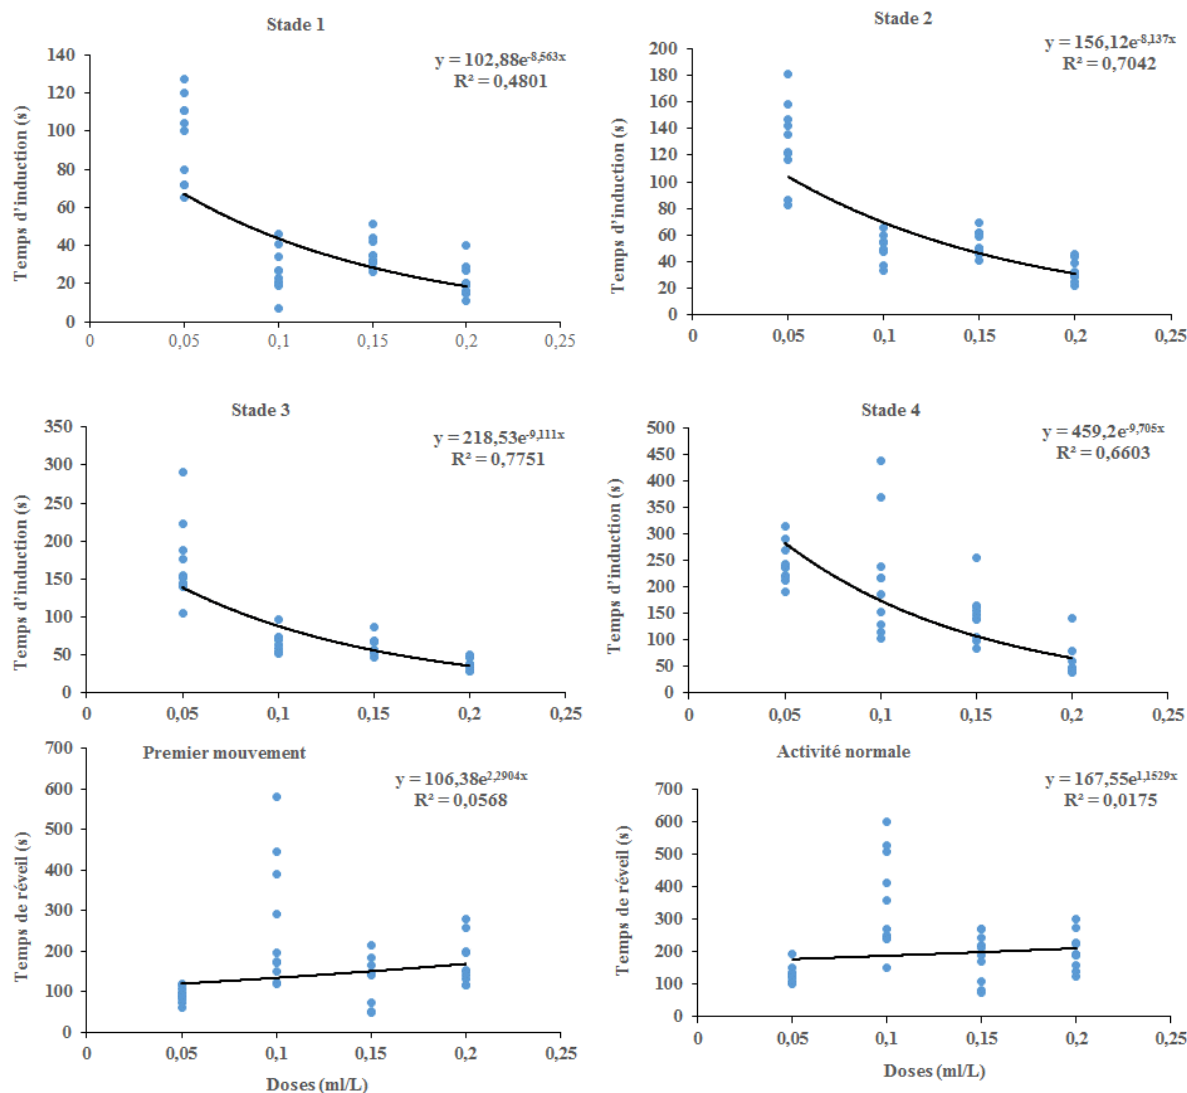 Stade 1
y = 102,88e-8,563x
R² = 0,4801
Temps d'induction (s)
140
120
100
80
60
40
20
0
0 0,05 0,1 0,15 0,2 0,25
Stade 2
y = 156,12e-8,137x
R² = 0,7042
Temps d'induction (s)
200
180
160
140
120
100
80
60
40
20
0
0 0,05 0,1 0,15 0,2 0,25
Stade 3
y = 218,53e-9,111x
R² = 0,7751
Temps d'induction (s)
350
300
250
200
150
100
50
0
0 0,05 0,1 0,15 0,2 0,25
Stade 4
y = 459,2e-9,705x
R² = 0,6603
Temps d'induction (s)
500
450
400
350
300
250
200
150
100
50
0
0 0,05 0,1 0,15 0,2 0,25
Premier mouvement
y = 106,38e2,2904x
R² = 0,0568
Temps de réveil (s)
700
600
500
400
300
200
100
0
0 0,05 0,1 0,15 0,2 0,25
Doses (ml/L)
Activité normale
y = 167,55e1,1529x
R² = 0,0175
Temps de réveil (s)
700
600
500
400
300
200
100
0
0 0,05 0,1 0,15 0,2 0,25
Doses (ml/L)